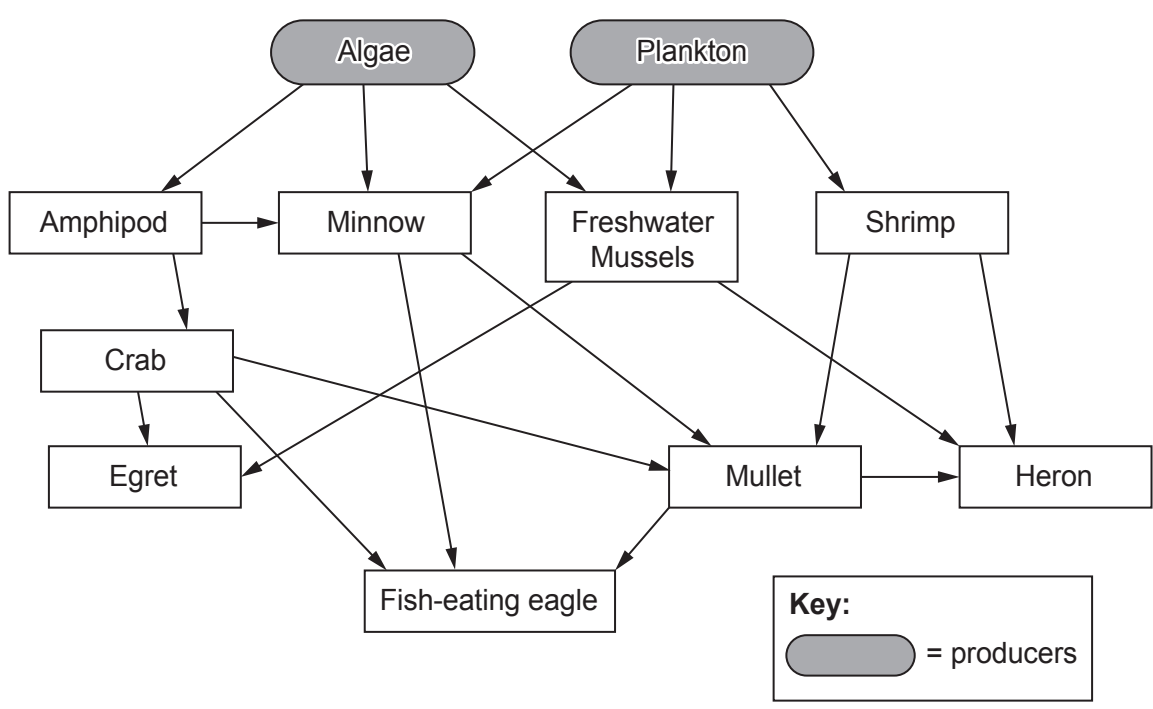 Algae
Plankton
Amphipod
Minnow
Freshwater
Mussels
Shrimp
Crab
Egret
Mullet
Heron
Fish-eating eagle
Key:
= producers